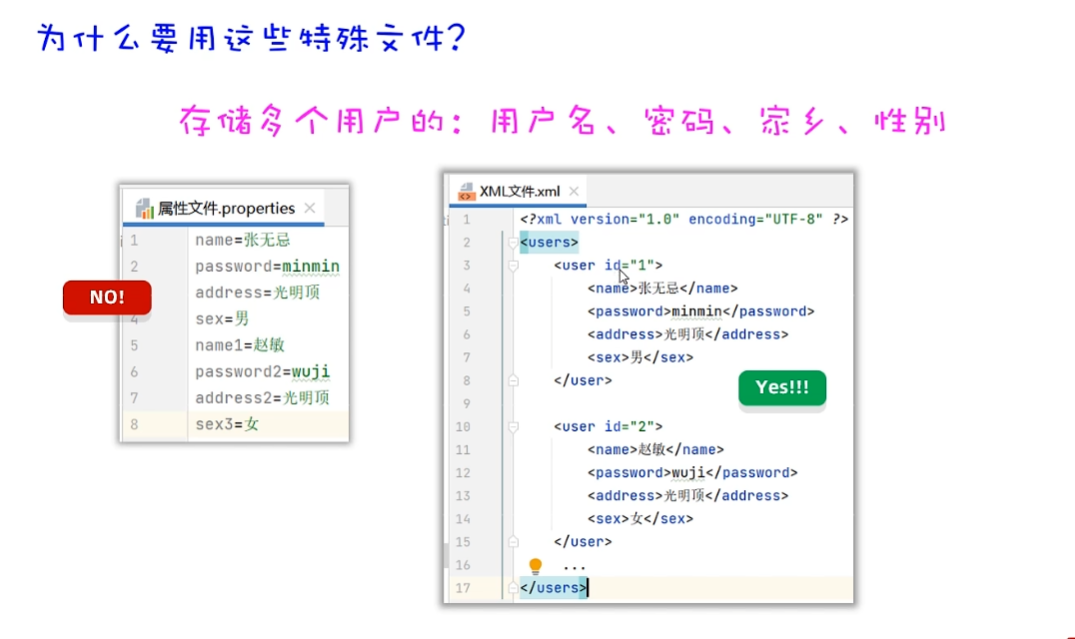 为什么要用这些特殊文件?
存储多个用户的：用户名、密码、家乡、性别
属性文件.properties
1 name=张无忌
2 password=minmin
address=光明顶
NO!
4 sex=男
5 name1=赵敏
6 password2=wuji
7 address2=光明顶
8 sex3=女
XML文件.xml
1 <?xml version="1.0" encoding="UTF-8" ?>
2 <users>
3 <user id="1">
4 <name>张无忌</name>
5 <password>minmin</password>
6 <address>光明顶</address>
7 <sex>男</sex>
8 </user>
Yes!!!
9
10 <user id="2">
11 <name>赵敏</name>
12 <password>wuji</password>
13 <address>光明顶</address>
14 <sex>女</sex>
15 </user>
16 ...
17 </users>